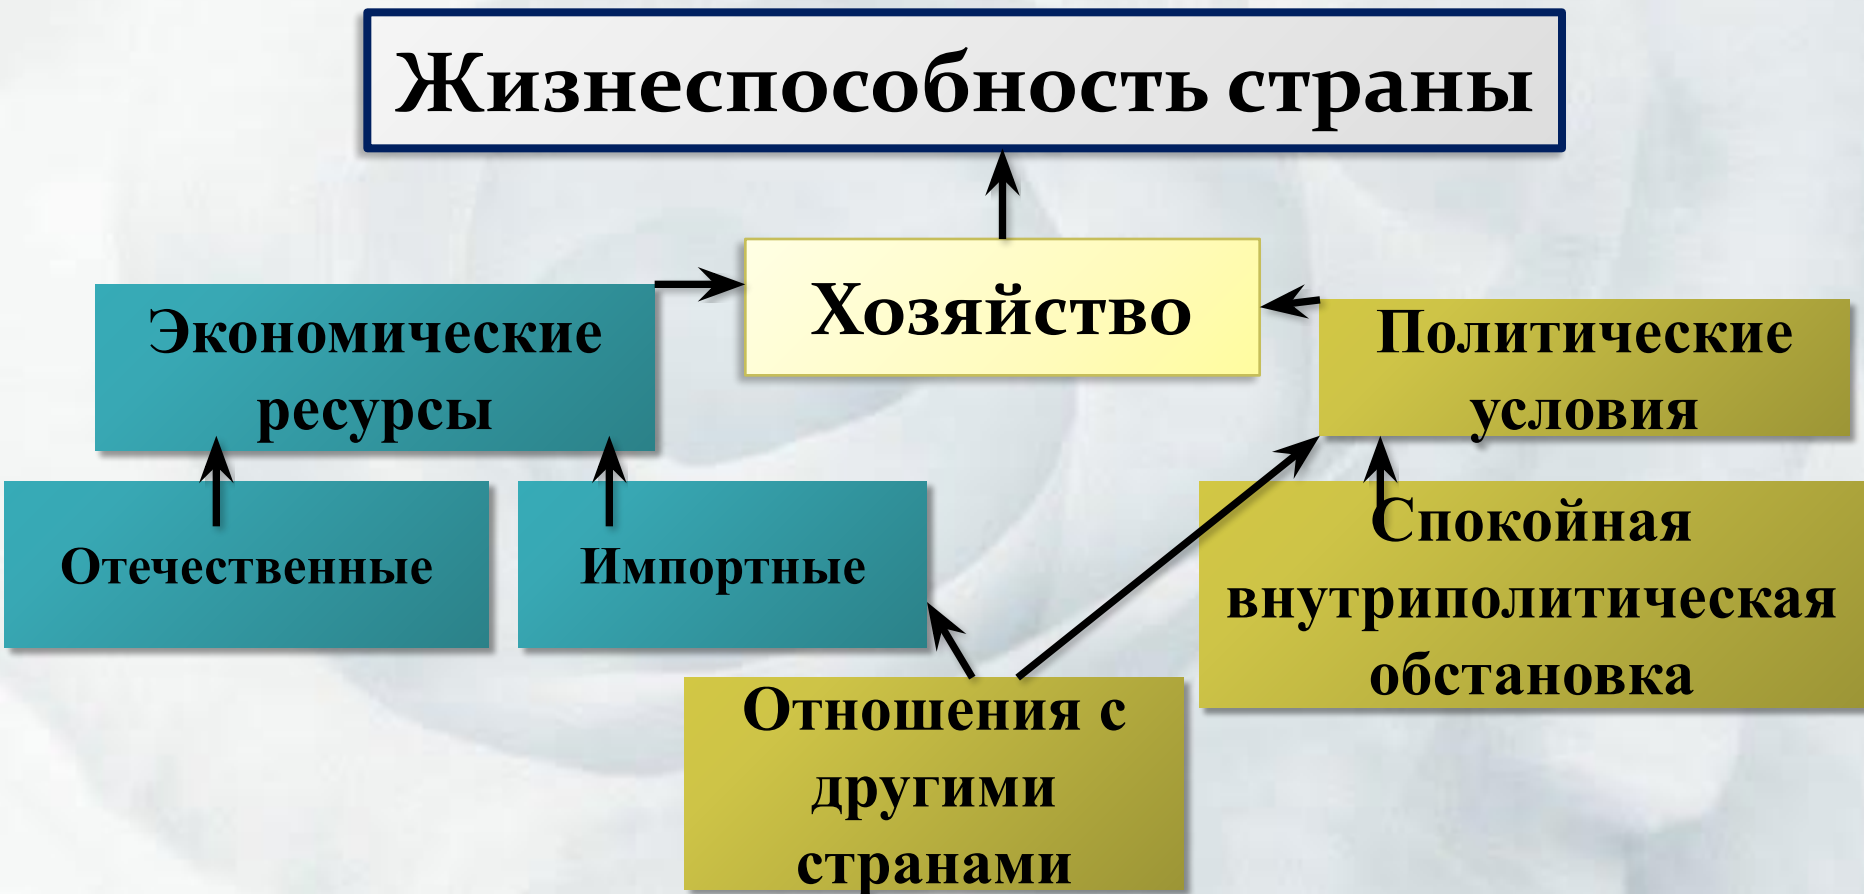 Жизнеспособность страны
Хозяйство
Экономические
ресурсы
Политические
условия
Отечественные
Импортные
Спокойная
внутриполитическая
обстановка
Отношения с
другими
странами